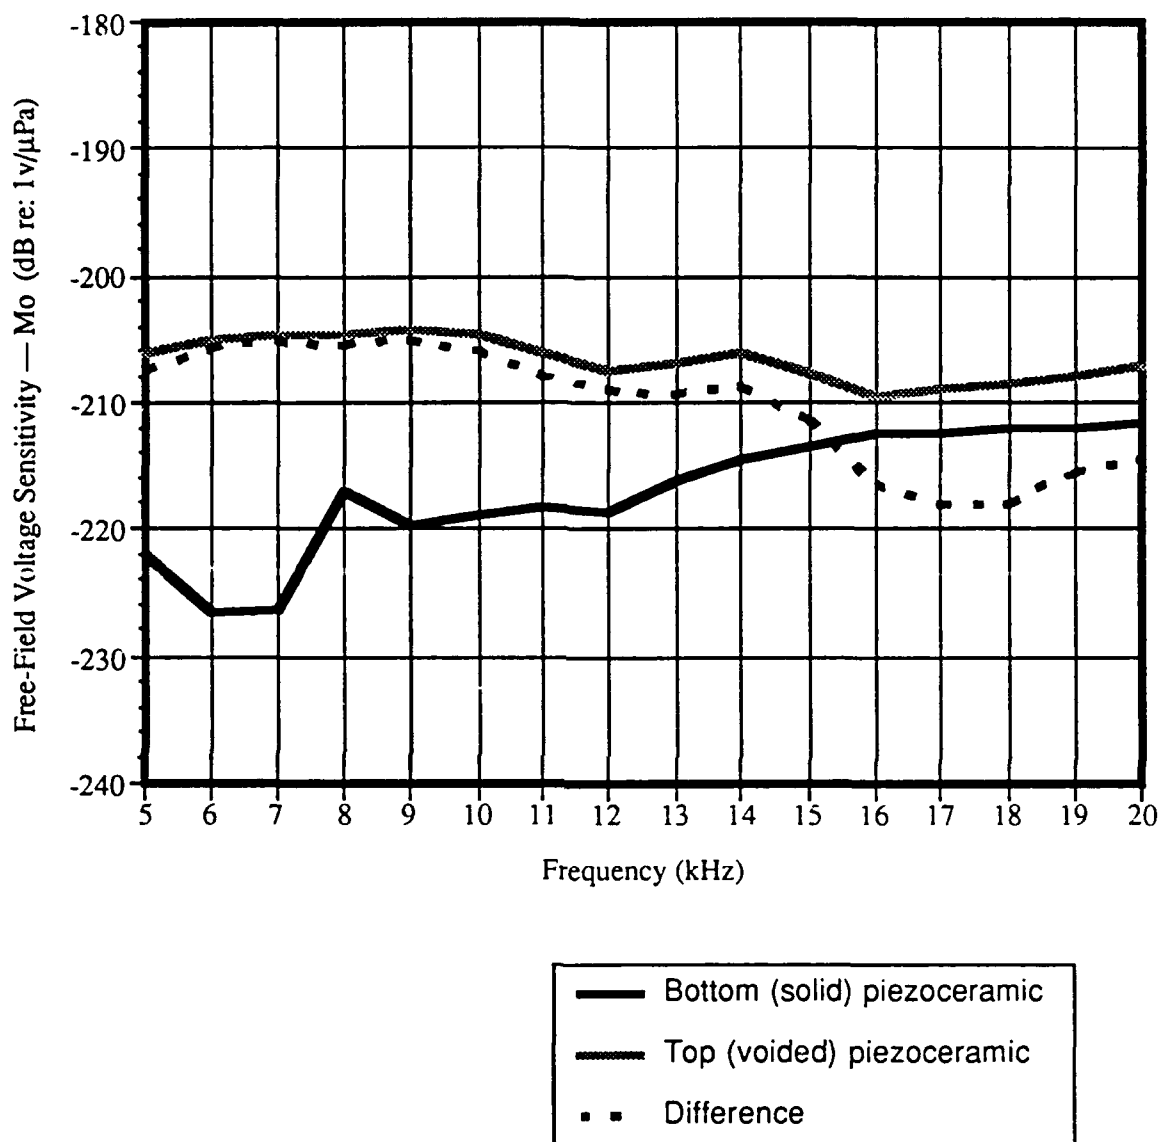 -180
-190
-200
-210
-220
-230
-240
Free-Field Voltage Sensitivity — Mo (dB re: 1v/μPa)
5 6 7 8 9 10 11 12 13 14 15 16 17 18 19 20
Frequency (kHz)
Bottom (solid) piezoceramic
Top (voided) piezoceramic
Difference